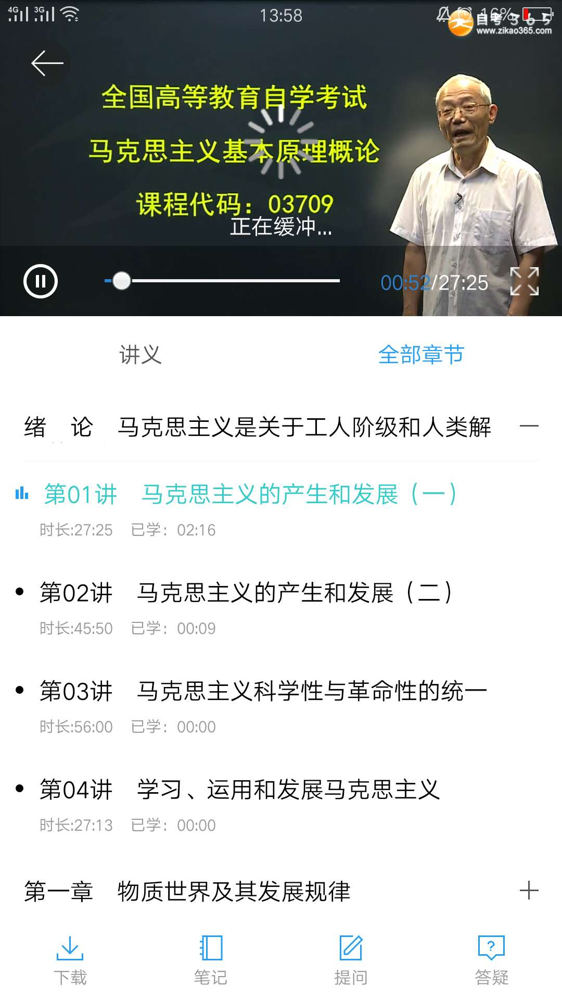 4G 3G 13:58 16%
自考365
www.zikao365.com
全国高等教育自学考试
马克思主义基本原理概论
课程代码：03709
正在缓冲...
00:52/27:25
讲义 全部章节
绪 论 马克思主义是关于工人阶级和人类解
第01讲 马克思主义的产生和发展（一）
时长:27:25 已学：02:16
第02讲 马克思主义的产生和发展（二）
时长:45:50 已学：00:09
第03讲 马克思主义科学性与革命性的统一
时长:56:00 已学：00:00
第04讲 学习、运用和发展马克思主义
时长:27:13 已学：00:00
第一章 物质世界及其发展规律
下载 笔记 提问 答疑